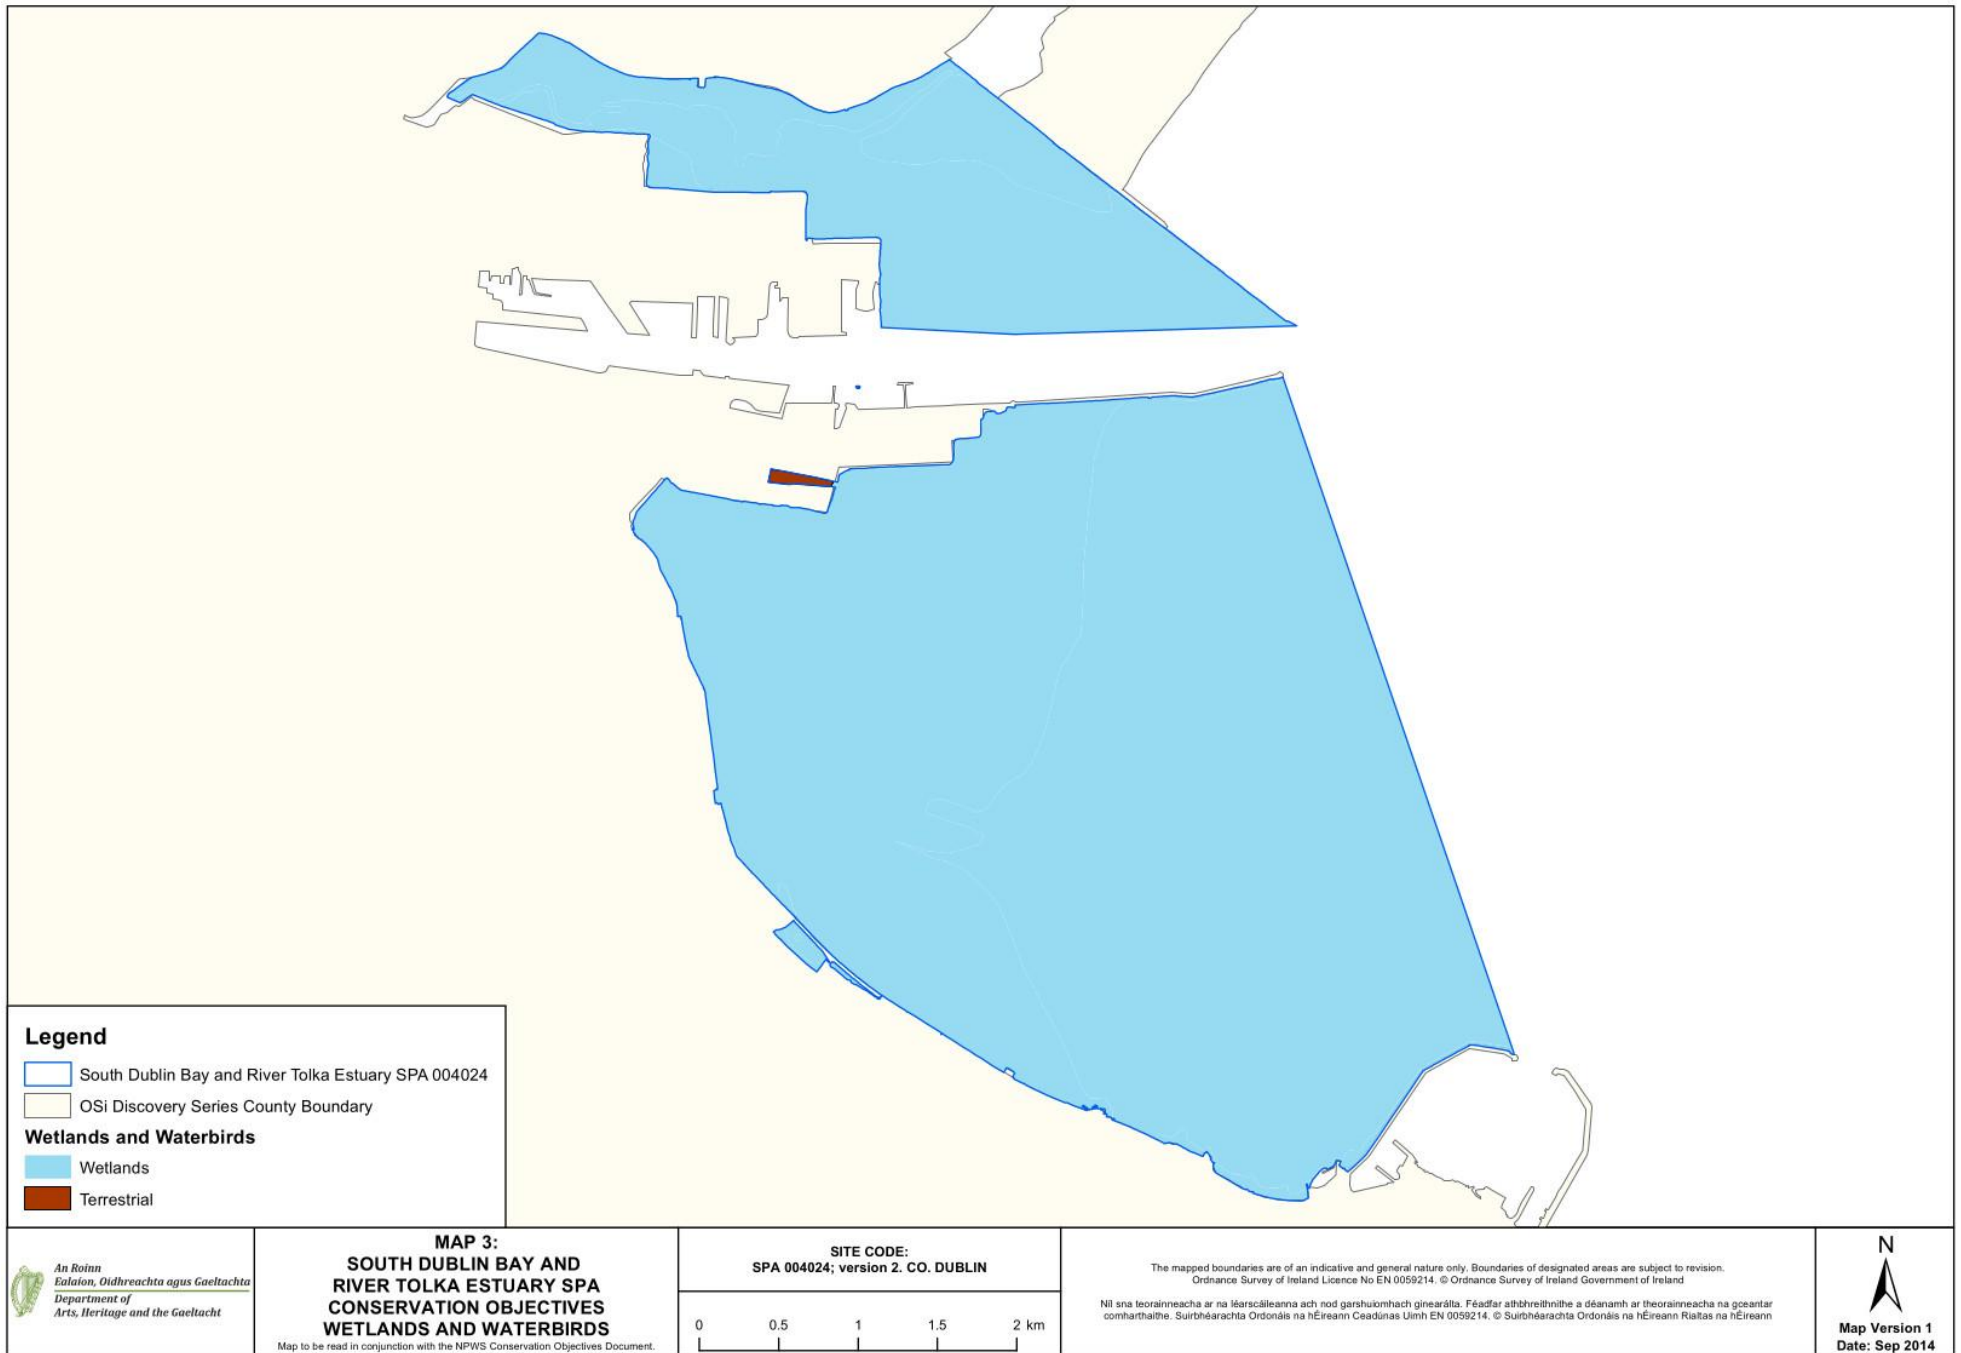 Legend
South Dublin Bay and River Tolka Estuary SPA 004024
OSi Discovery Series County Boundary
Wetlands and Waterbirds
Wetlands
Terrestrial
An Roinn
Ealaíon, Oidhreachta agus Gaeltachta
Department of
Arts, Heritage and the Gaeltacht
MAP 3:
SOUTH DUBLIN BAY AND
RIVER TOLKA ESTUARY SPA
CONSERVATION OBJECTIVES
WETLANDS AND WATERBIRDS
Map to be read in conjunction with the NPWS Conservation Objectives Document.
SITE CODE:
SPA 004024; version 2. CO. DUBLIN
0 0.5 1 1.5 2 km
The mapped boundaries are of an indicative and general nature only. Boundaries of designated areas are subject to revision.
Ordnance Survey of Ireland Licence No EN 0059214. © Ordnance Survey of Ireland Government of Ireland
Níl sna teorainneacha ar na léarscáileanna ach nod garshuiomhach ginearálta. Féadfar athbhreithnithe a déanamh ar theorainneacha na gceantar
comharthaithe. Suirbhéarachta Ordonáis na hÉireann Ceadúnas Uimh EN 0059214. © Suirbhéarachta Ordonáis na hÉireann Rialtas na hÉireann
N
Map Version 1
Date: Sep 2014